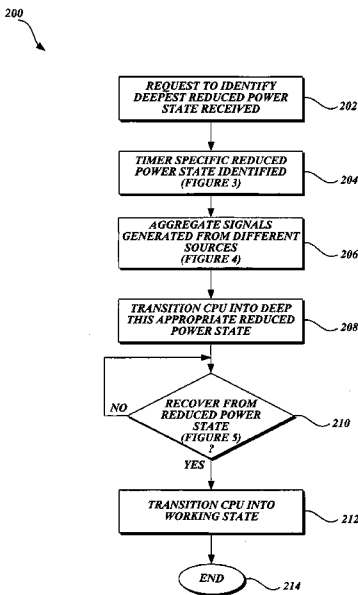 200
REQUEST TO IDENTIFY
DEEPEST REDUCED POWER
STATE RECEIVED
202
TIMER SPECIFIC REDUCED
POWER STATE IDENTIFIED
(FIGURE 3)
204
AGGREGATE SIGNALS
GENERATED FROM DIFFERENT
SOURCES
(FIGURE 4)
206
TRANSITION CPU INTO DEEP
THIS APPROPRIATE REDUCED
POWER STATE
208
RECOVER FROM
REDUCED POWER
STATE
(FIGURE 5)
?
210
NO
YES
TRANSITION CPU INTO
WORKING STATE
212
END
214